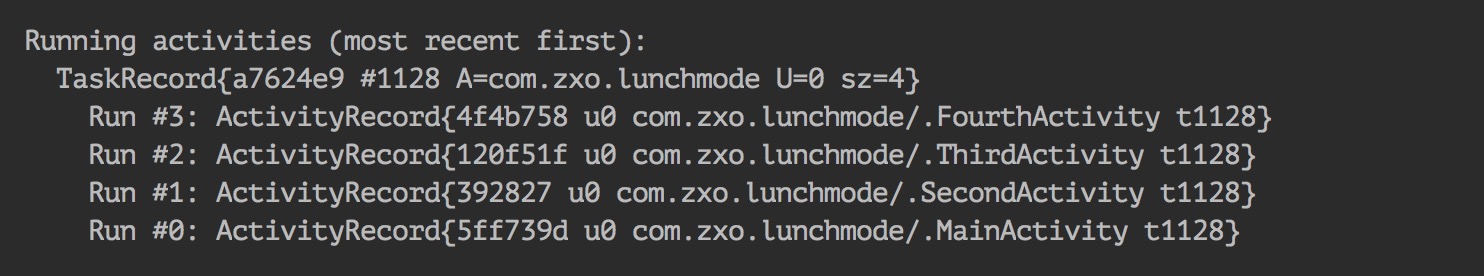 Running activities (most recent first):
TaskRecord{a7624e9 #1128 A=com.zxo.lunchmode U=0 sz=4}
Run #3: ActivityRecord{4f4b758 u0 com.zxo.lunchmode/.FourthActivity t1128}
Run #2: ActivityRecord{120f51f u0 com.zxo.lunchmode/.ThirdActivity t1128}
Run #1: ActivityRecord{392827 u0 com.zxo.lunchmode/.SecondActivity t1128}
Run #0: ActivityRecord{5ff739d u0 com.zxo.lunchmode/.MainActivity t1128}